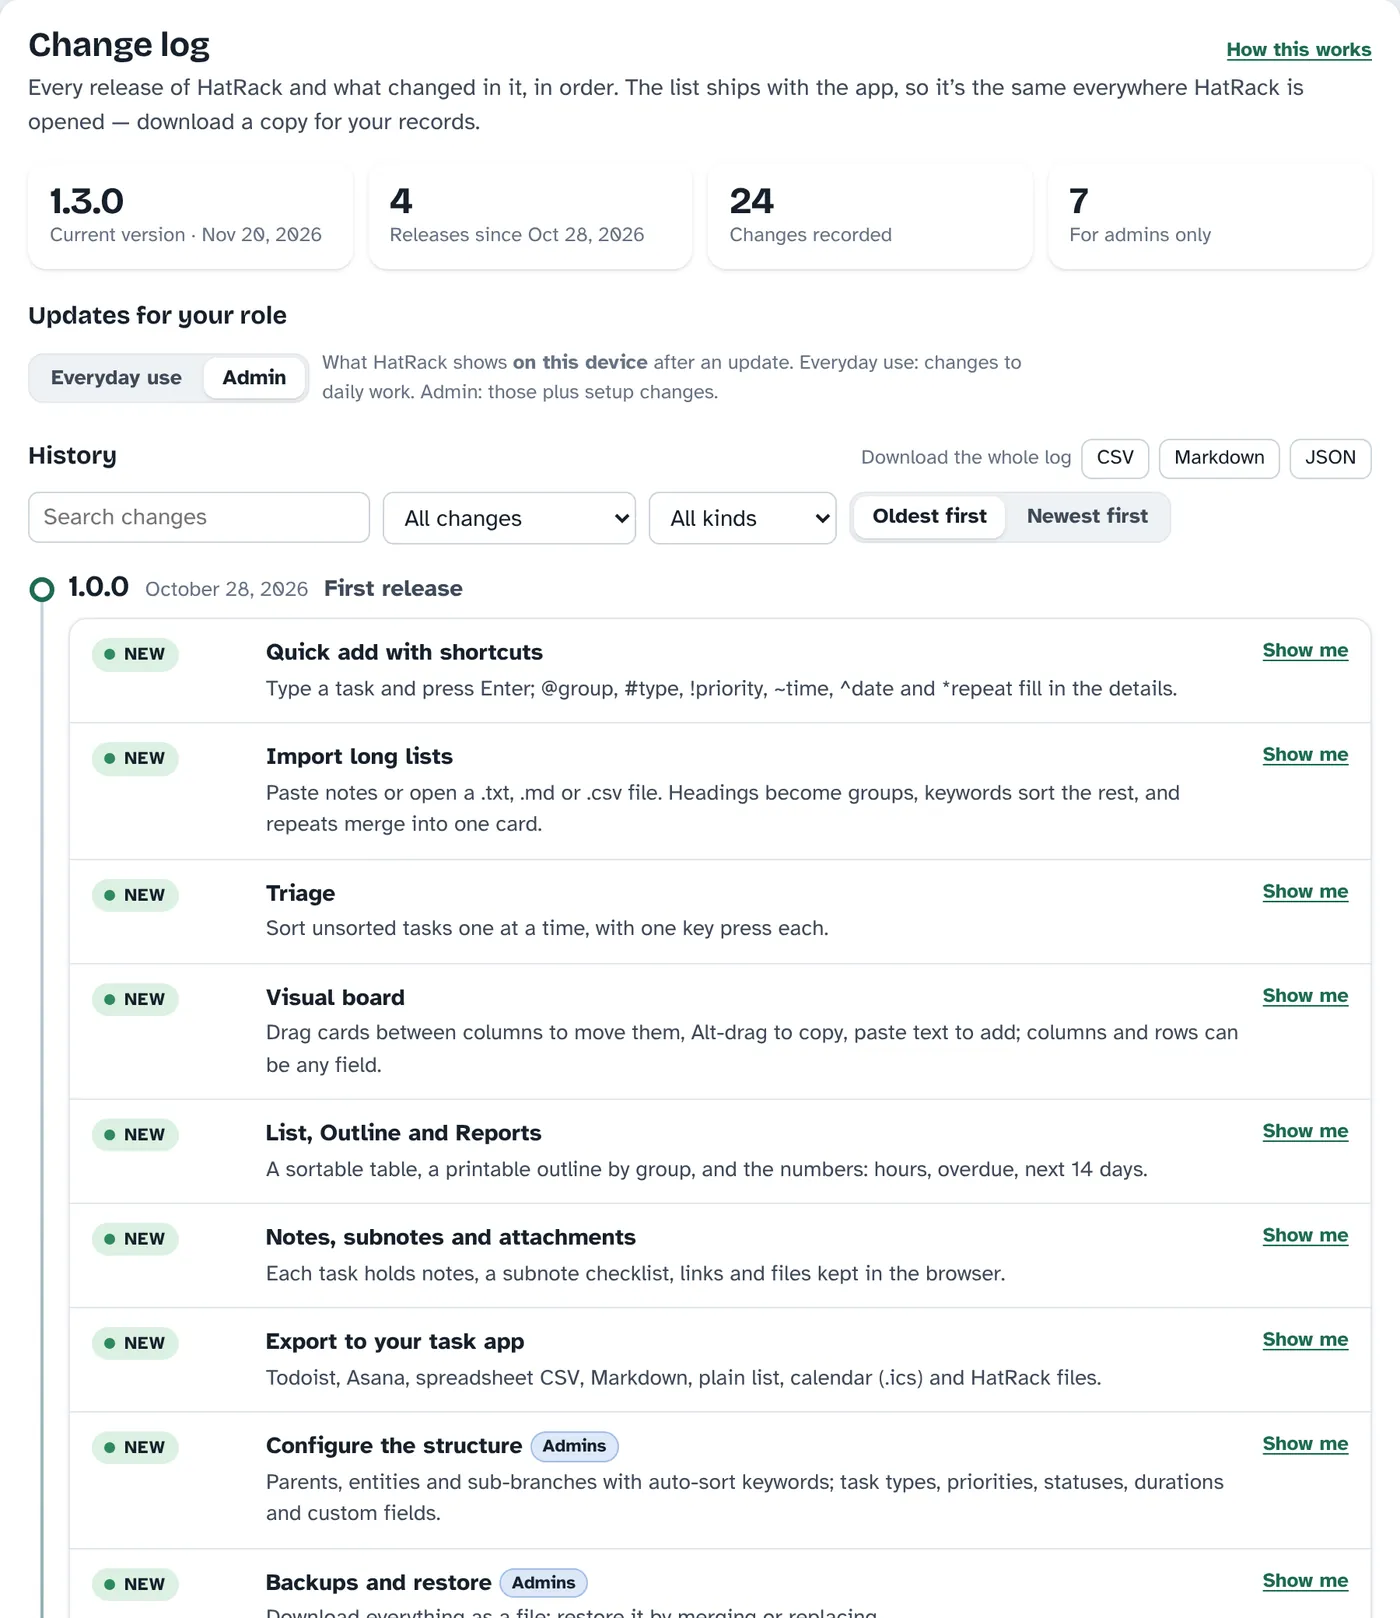 Change log
How this works
Every release of HatRack and what changed in it, in order. The list ships with the app, so it’s the same everywhere HatRack is
opened — download a copy for your records.
1.3.0
Current version · Nov 20, 2026
4
Releases since Oct 28, 2026
24
Changes recorded
7
For admins only
Updates for your role
Everyday use
Admin
What HatRack shows on this device after an update. Everyday use: changes to
daily work. Admin: those plus setup changes.
History
Download the whole log
CSV
Markdown
JSON
Search changes
All changes
All kinds
Oldest first
Newest first
1.0.0 October 28, 2026 First release
NEW
Quick add with shortcuts
Show me
Type a task and press Enter; @group, #type, !priority, ~time, ^date and *repeat fill in the details.
NEW
Import long lists
Show me
Paste notes or open a .txt, .md or .csv file. Headings become groups, keywords sort the rest, and
repeats merge into one card.
NEW
Triage
Show me
Sort unsorted tasks one at a time, with one key press each.
NEW
Visual board
Show me
Drag cards between columns to move them, Alt-drag to copy, paste text to add; columns and rows can
be any field.
NEW
List, Outline and Reports
Show me
A sortable table, a printable outline by group, and the numbers: hours, overdue, next 14 days.
NEW
Notes, subnotes and attachments
Show me
Each task holds notes, a subnote checklist, links and files kept in the browser.
NEW
Export to your task app
Show me
Todoist, Asana, spreadsheet CSV, Markdown, plain list, calendar (.ics) and HatRack files.
NEW
Configure the structure Admins
Show me
Parents, entities and sub-branches with auto-sort keywords; task types, priorities, statuses, durations
and custom fields.
NEW
Backups and restore Admins
Show me
Download everything as a file; restore it by merging or replacing.